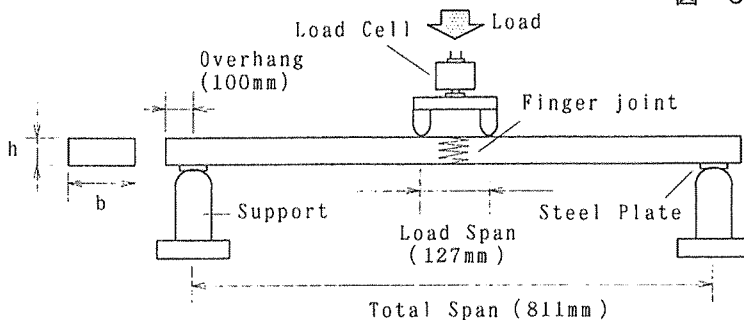 Load Cell
Load
Overhang
(100mm)
Finger joint
h
b
Support
Steel Plate
Load Span
(127mm)
Total Span (811mm)